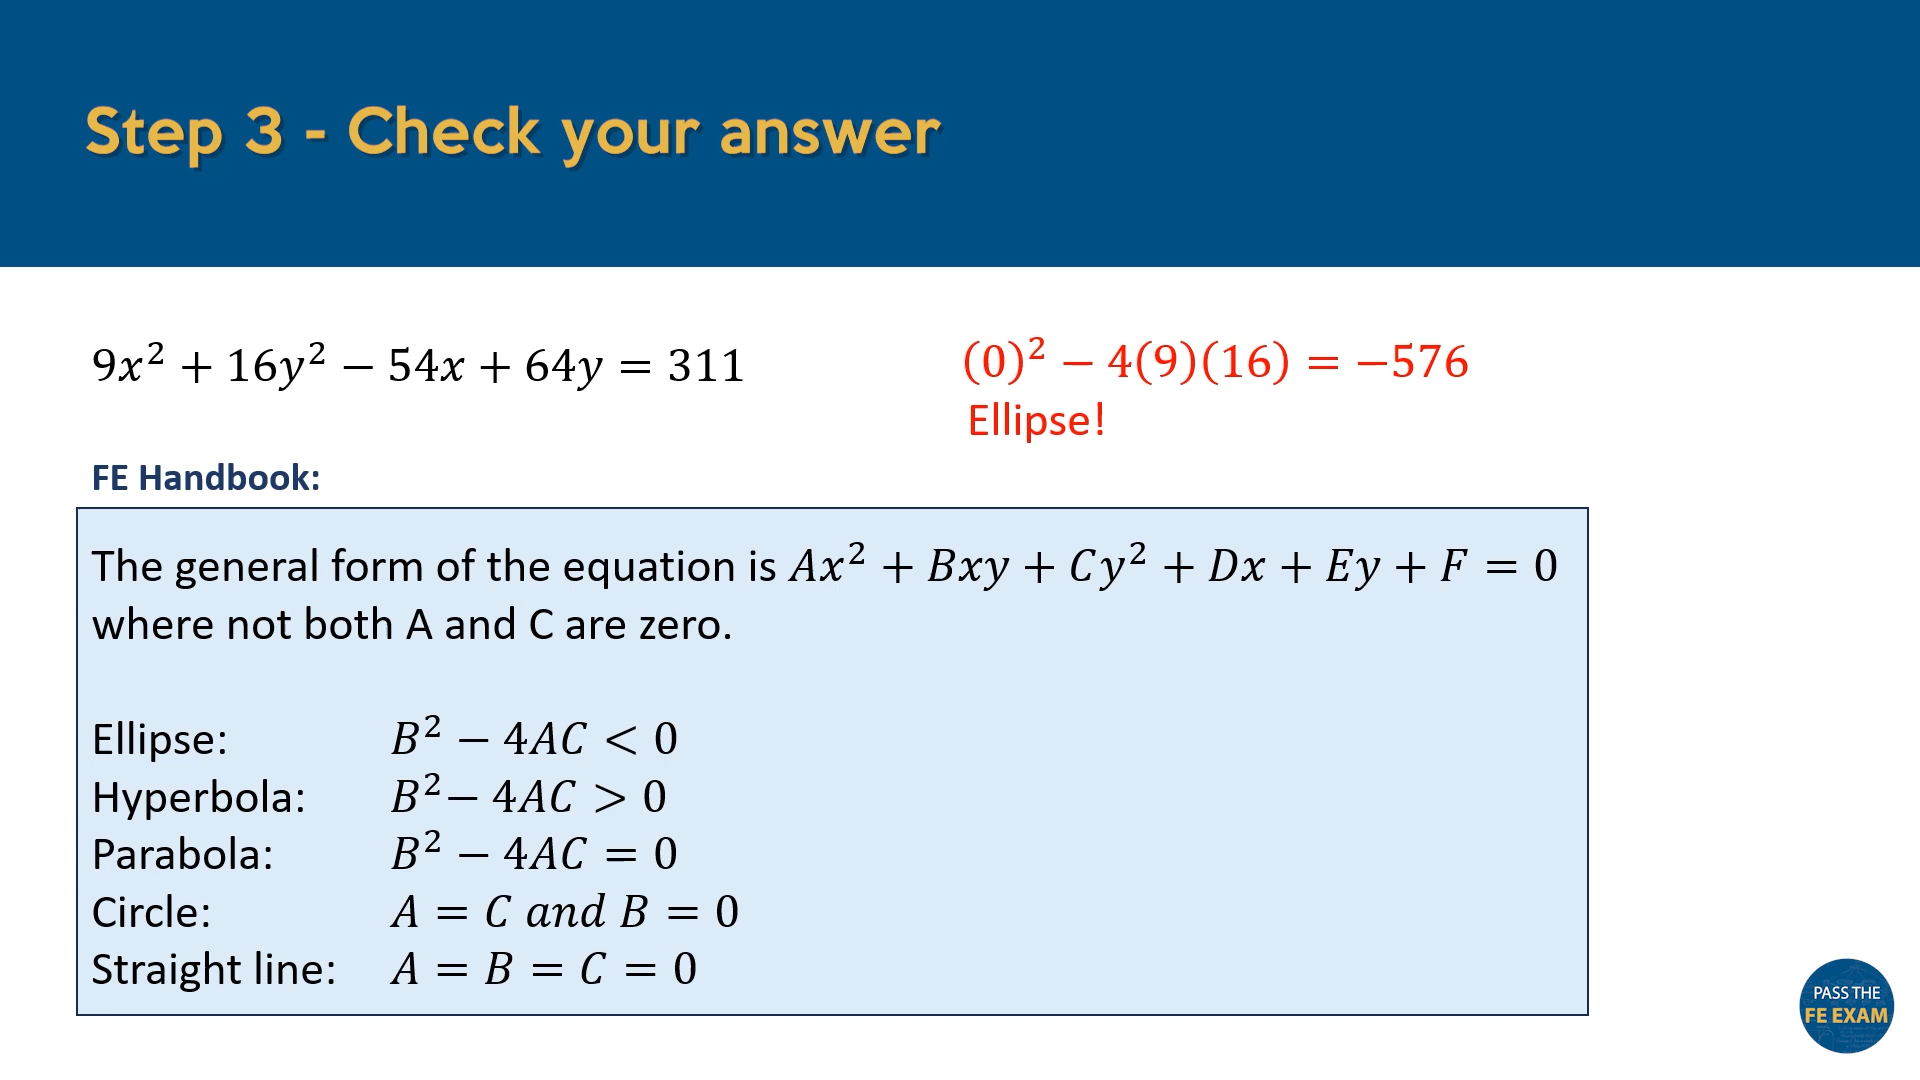 Step 3 - Check your answer
9x² + 16y² − 54x + 64y = 311
(0)² − 4(9)(16) = −576
Ellipse!
FE Handbook:
The general form of the equation is Ax² + Bxy + Cy² + Dx + Ey + F = 0
where not both A and C are zero.
Ellipse: B² − 4AC < 0
Hyperbola: B² − 4AC > 0
Parabola: B² − 4AC = 0
Circle: A = C and B = 0
Straight line: A = B = C = 0
PASS THE
FE EXAM